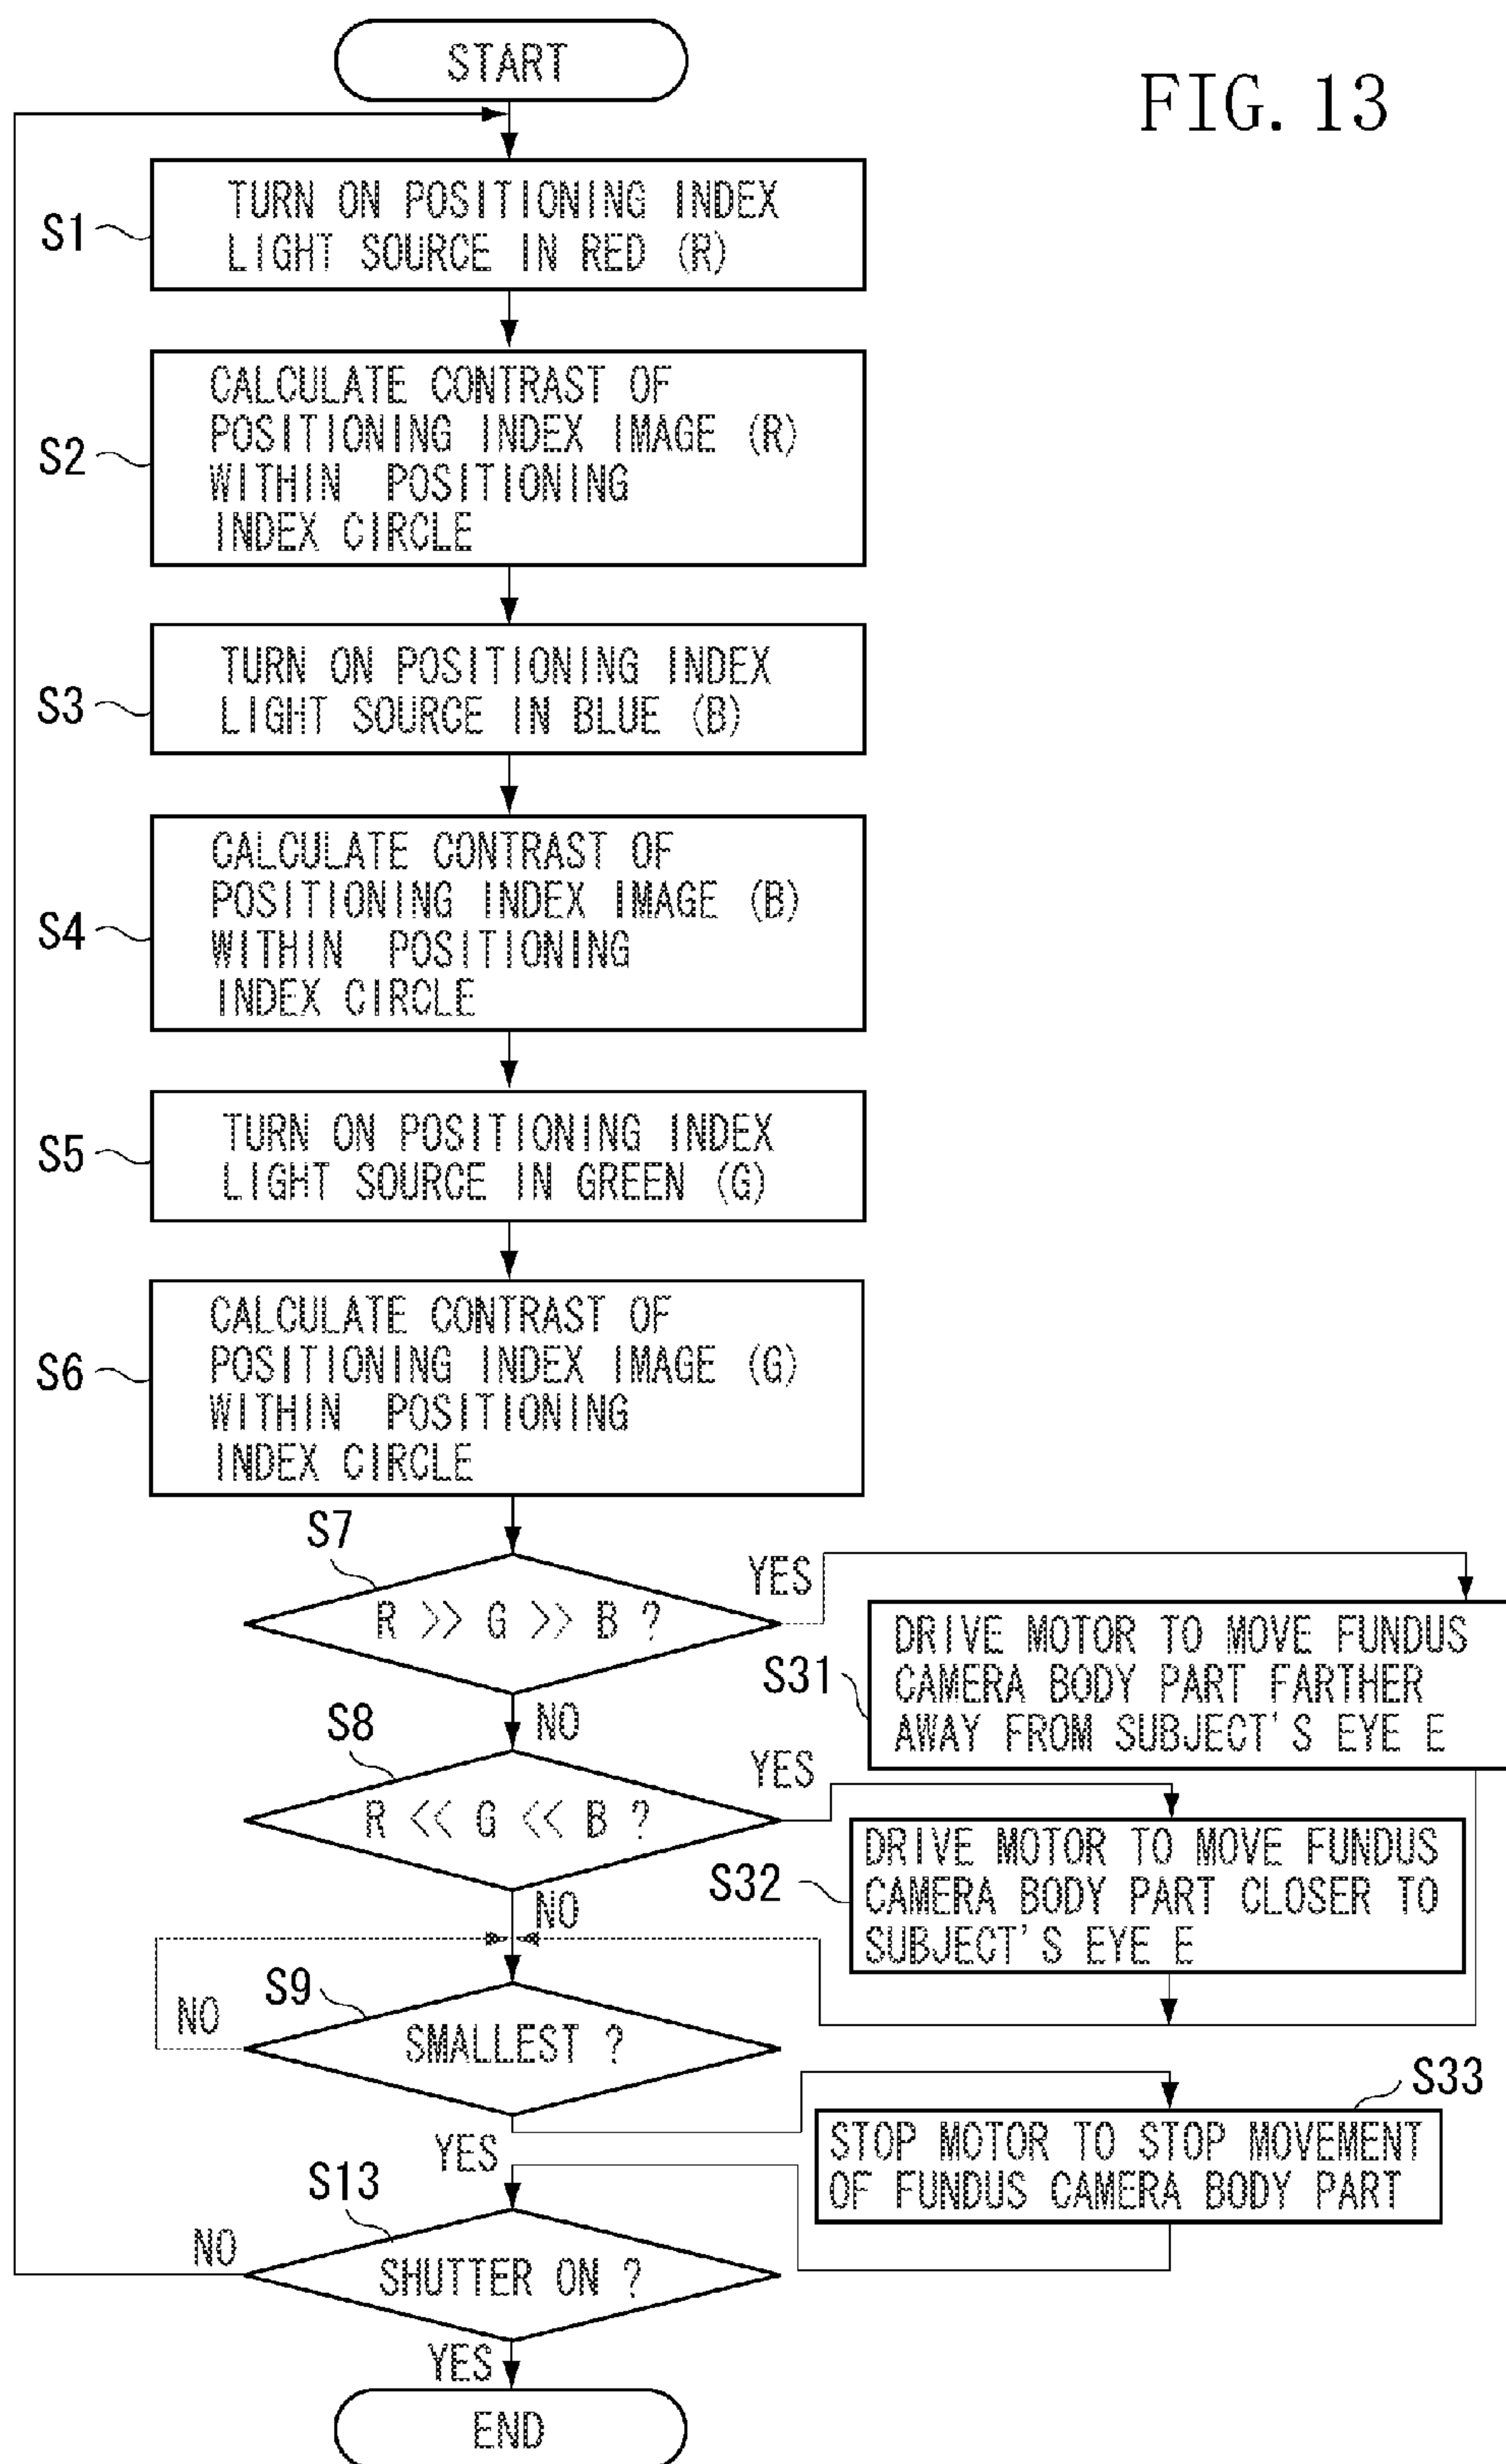 START
FIG. 13
S1
TURN ON POSITIONING INDEX
LIGHT SOURCE IN RED (R)
S2
CALCULATE CONTRAST OF
POSITIONING INDEX IMAGE (R)
WITHIN POSITIONING
INDEX CIRCLE
S3
TURN ON POSITIONING INDEX
LIGHT SOURCE IN BLUE (B)
S4
CALCULATE CONTRAST OF
POSITIONING INDEX IMAGE (B)
WITHIN POSITIONING
INDEX CIRCLE
S5
TURN ON POSITIONING INDEX
LIGHT SOURCE IN GREEN (G)
S6
CALCULATE CONTRAST OF
POSITIONING INDEX IMAGE (G)
WITHIN POSITIONING
INDEX CIRCLE
S7
R >> G >> B ?
YES
NO
S31
DRIVE MOTOR TO MOVE FUNDUS
CAMERA BODY PART FARTHER
AWAY FROM SUBJECT'S EYE E
S8
R << G << B ?
YES
NO
S32
DRIVE MOTOR TO MOVE FUNDUS
CAMERA BODY PART CLOSER TO
SUBJECT'S EYE E
S9
SMALLEST ?
NO
YES
S33
STOP MOTOR TO STOP MOVEMENT
OF FUNDUS CAMERA BODY PART
S13
SHUTTER ON ?
NO
YES
END